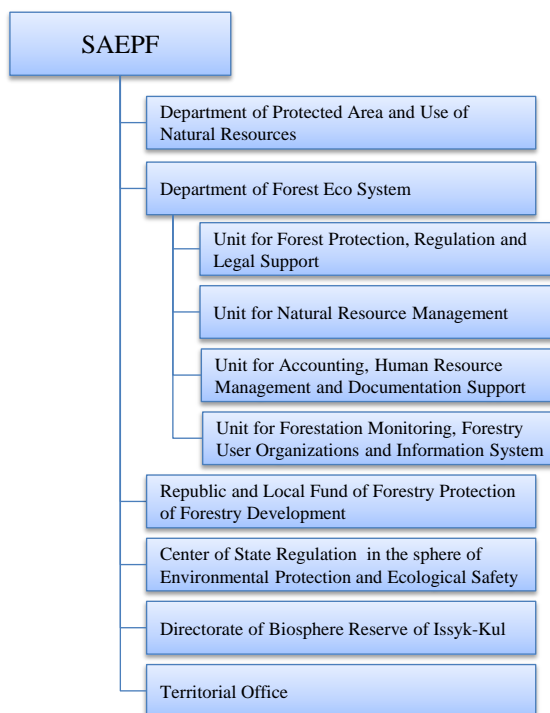 SAEPF
Department of Protected Area and Use of
Natural Resources
Department of Forest Eco System
Unit for Forest Protection, Regulation and
Legal Support
Unit for Natural Resource Management
Unit for Accounting, Human Resource
Management and Documentation Support
Unit for Forestation Monitoring, Forestry
User Organizations and Information System
Republic and Local Fund of Forestry Protection
of Forestry Development
Center of State Regulation in the sphere of
Environmental Protection and Ecological Safety
Directorate of Biosphere Reserve of Issyk-Kul
Territorial Office